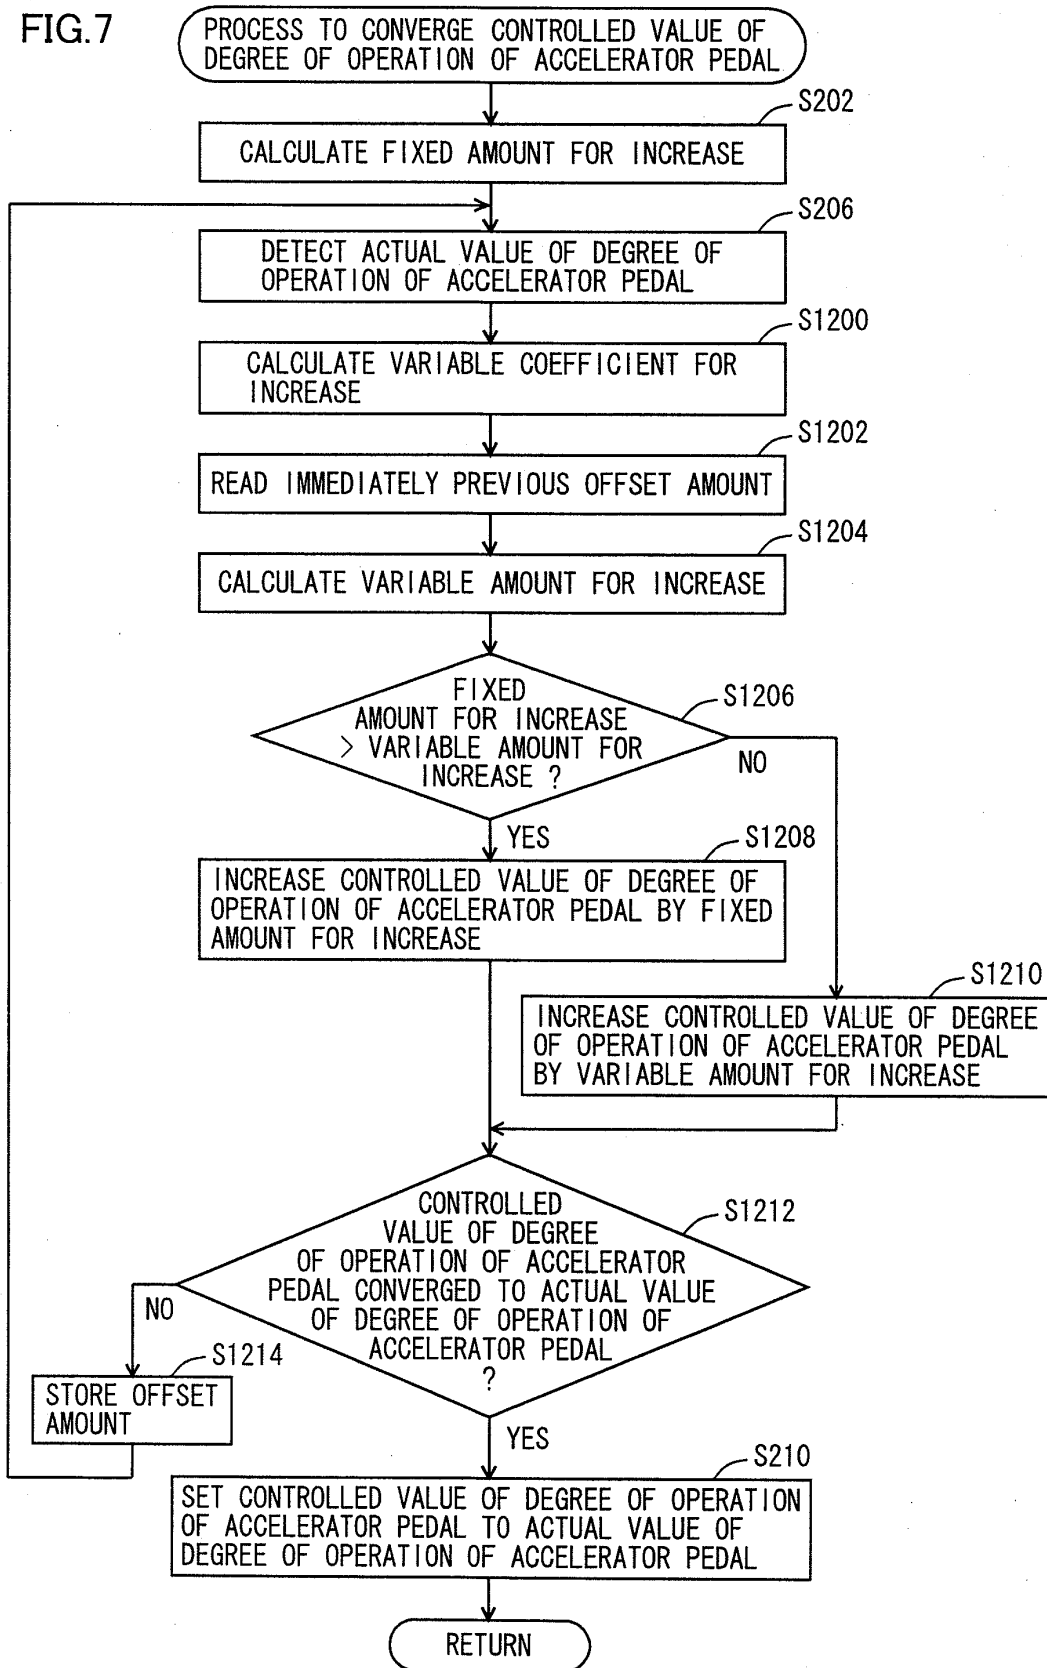 FIG.7
PROCESS TO CONVERGE CONTROLLED VALUE OF
DEGREE OF OPERATION OF ACCELERATOR PEDAL
S202
CALCULATE FIXED AMOUNT FOR INCREASE
S206
DETECT ACTUAL VALUE OF DEGREE OF
OPERATION OF ACCELERATOR PEDAL
S1200
CALCULATE VARIABLE COEFFICIENT FOR
INCREASE
S1202
READ IMMEDIATELY PREVIOUS OFFSET AMOUNT
S1204
CALCULATE VARIABLE AMOUNT FOR INCREASE
S1206
FIXED
AMOUNT FOR INCREASE
> VARIABLE AMOUNT FOR
INCREASE ?
NO
YES
S1208
INCREASE CONTROLLED VALUE OF DEGREE OF
OPERATION OF ACCELERATOR PEDAL BY FIXED
AMOUNT FOR INCREASE
S1210
INCREASE CONTROLLED VALUE OF DEGREE
OF OPERATION OF ACCELERATOR PEDAL
BY VARIABLE AMOUNT FOR INCREASE
S1212
CONTROLLED
VALUE OF DEGREE
OF OPERATION OF ACCELERATOR
PEDAL CONVERGED TO ACTUAL VALUE
OF DEGREE OF OPERATION OF
ACCELERATOR PEDAL
?
NO
S1214
STORE OFFSET
AMOUNT
YES
S210
SET CONTROLLED VALUE OF DEGREE OF OPERATION
OF ACCELERATOR PEDAL TO ACTUAL VALUE OF
DEGREE OF OPERATION OF ACCELERATOR PEDAL
RETURN